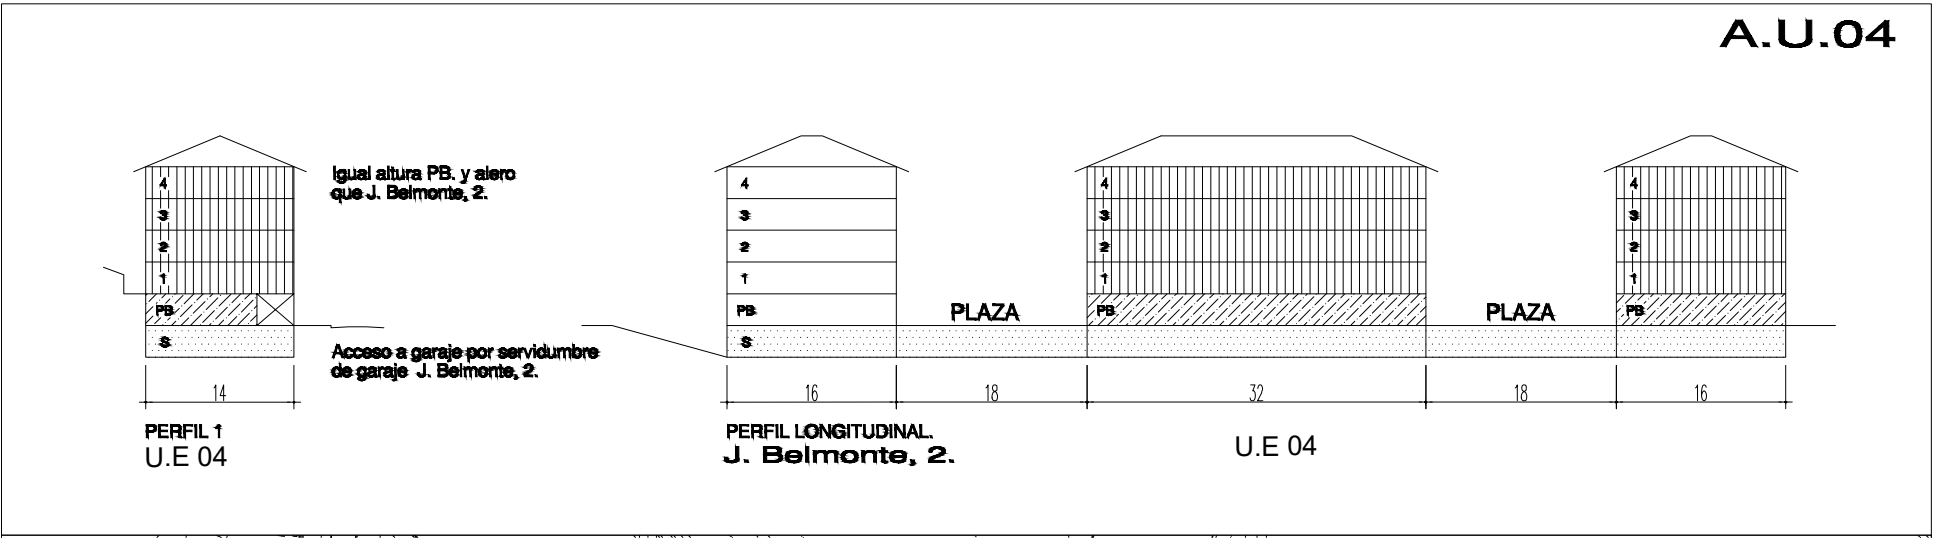 A.U.04
Igual altura PB. y alero
que J. Belmonte, 2.
4
3
2
1
PB
S
Acceso a garaje por servidumbre
de garaje J. Belmonte, 2.
14
PERFIL 1
U.E 04
4
3
2
1
PB
S
PLAZA
4
3
2
1
PB
PLAZA
4
3
2
1
PB
16
18
32
18
16
PERFIL LONGITUDINAL.
J. Belmonte, 2.
U.E 04